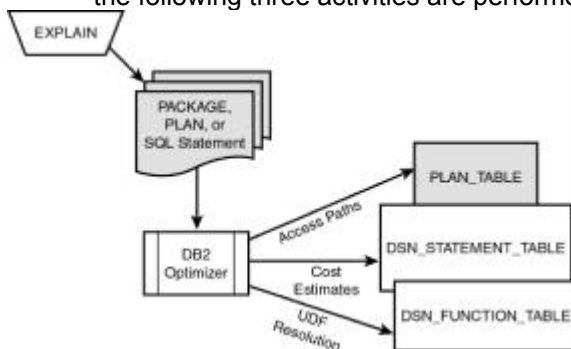 the following three activities are performe
EXPLAIN
PACKAGE,
PLAN, or
SQL Statement
PLAN_TABLE
Access Paths
DB2
Optimizer
DSN_STATEMENT_TABLE
Cost
Estimates
UDF
Resolution
DSN_FUNCTION_TABLE